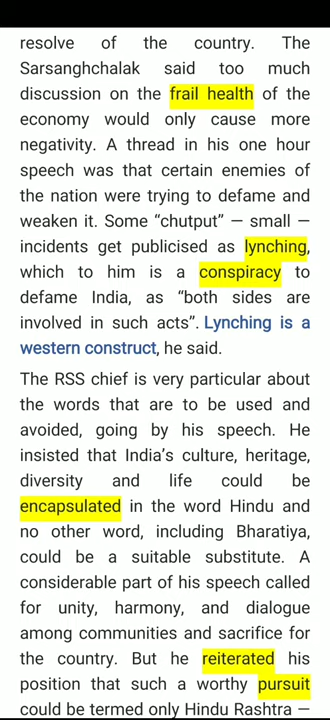 resolve of the country. The
Sarsanghchalak said too much
discussion on the frail health of the
economy would only cause more
negativity. A thread in his one hour
speech was that certain enemies of
the nation were trying to defame and
weaken it. Some “chutput” — small —
incidents get publicised as lynching,
which to him is a conspiracy to
defame India, as “both sides are
involved in such acts”. Lynching is a
western construct, he said.
The RSS chief is very particular about
the words that are to be used and
avoided, going by his speech. He
insisted that India’s culture, heritage,
diversity and life could be
encapsulated in the word Hindu and
no other word, including Bharatiya,
could be a suitable substitute. A
considerable part of his speech called
for unity, harmony, and dialogue
among communities and sacrifice for
the country. But he reiterated his
position that such a worthy pursuit
could be termed only Hindu Rashtra —